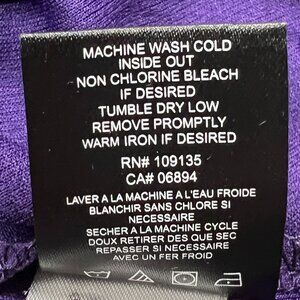 MACHINE WASH COLD
INSIDE OUT
NON CHLORINE BLEACH
IF DESIRED
TUMBLE DRY LOW
REMOVE PROMPTLY
WARM IRON IF DESIRED
RN# 109135
CA# 06894
LAVER A LA MACHINE A L'EAU FROIDE
BLANCHIR SANS CHLORE SI
NECESSAIRE
SECHER A LA MACHINE CYCLE
DOUX RETIRER DES QUE SEC
REPASSER SI NECESSAIRE
AVEC UN FER FROID